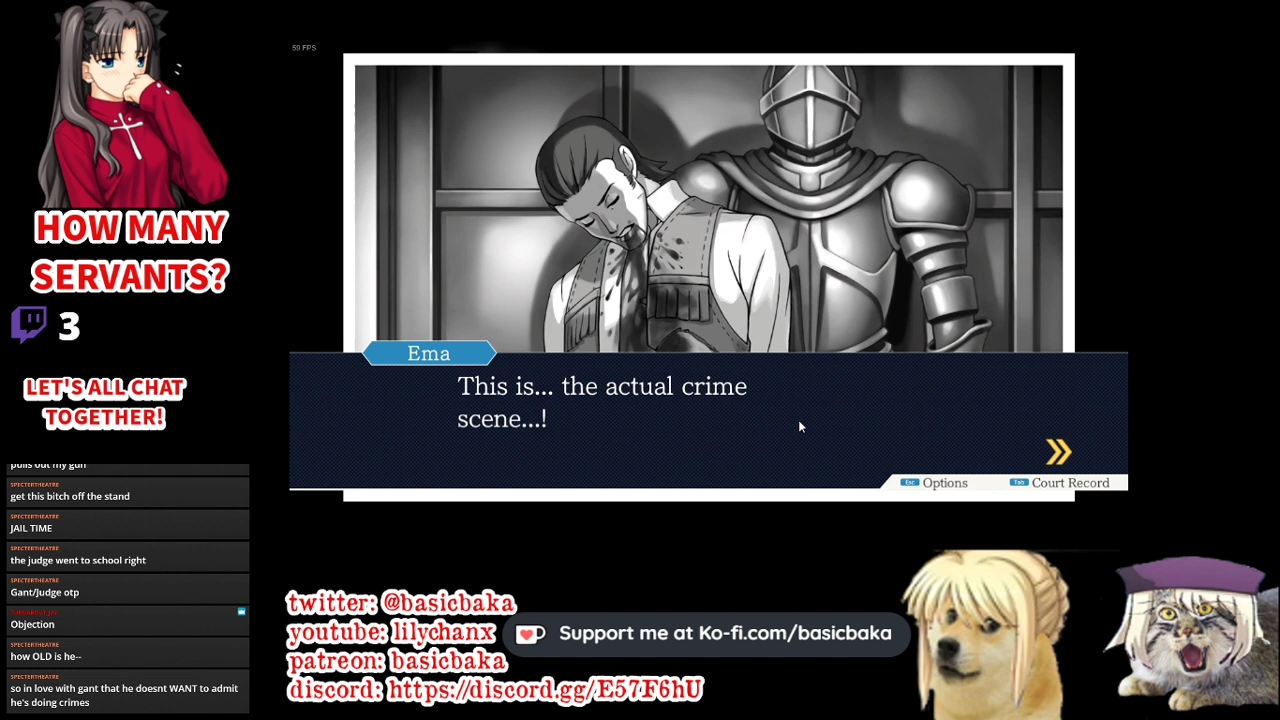 59 FPS
HOW MANY
SERVANTS?
3
LET'S ALL CHAT
TOGETHER!
pulls out my gun
SPECTERTHEATRE
get this bitch off the stand
SPECTERTHEATRE
JAIL TIME
SPECTERTHEATRE
the judge went to school right
SPECTERTHEATRE
Gant/Judge otp
Objection
SPECTERTHEATRE
how OLD is he--
SPECTERTHEATRE
so in love with gant that he doesnt WANT to admit
he's doing crimes
Ema
This is... the actual crime
scene...!
Esc Options
Tab Court Record
twitter: @basicbaka
youtube: lilychanx
patreon: basicbaka
discord: https://discord.gg/E57F6hU
Support me at Ko-fi.com/basicbaka